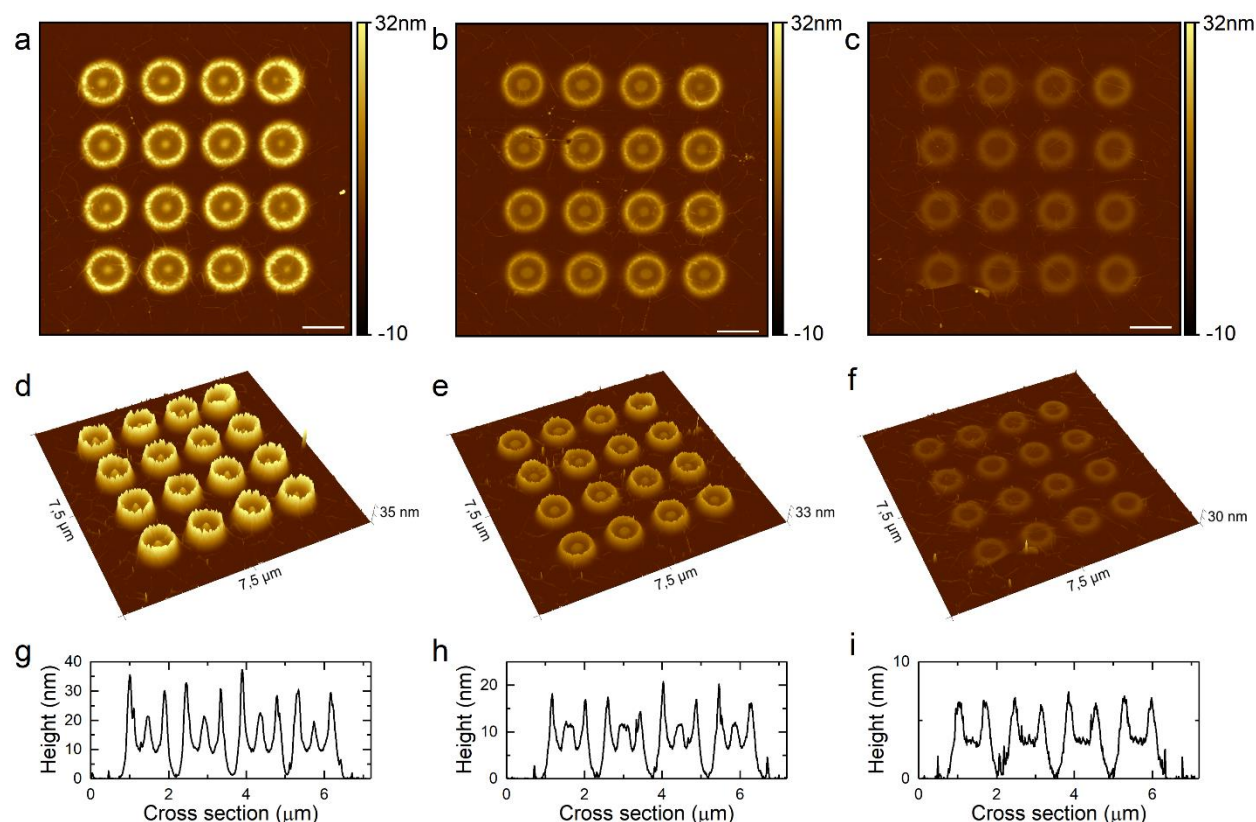 a
32nm
-10
b
32nm
-10
c
32nm
-10
d
7,5 µm
7,5 µm
35 nm
e
7,5 µm
7,5 µm
33 nm
f
7,5 µm
7,5 µm
30 nm
g
Height (nm)
40
30
20
10
0
0 2 4 6
Cross section (µm)
h
Height (nm)
20
10
0
0 2 4 6
Cross section (µm)
i
Height (nm)
10
0
0 2 4 6
Cross section (µm)